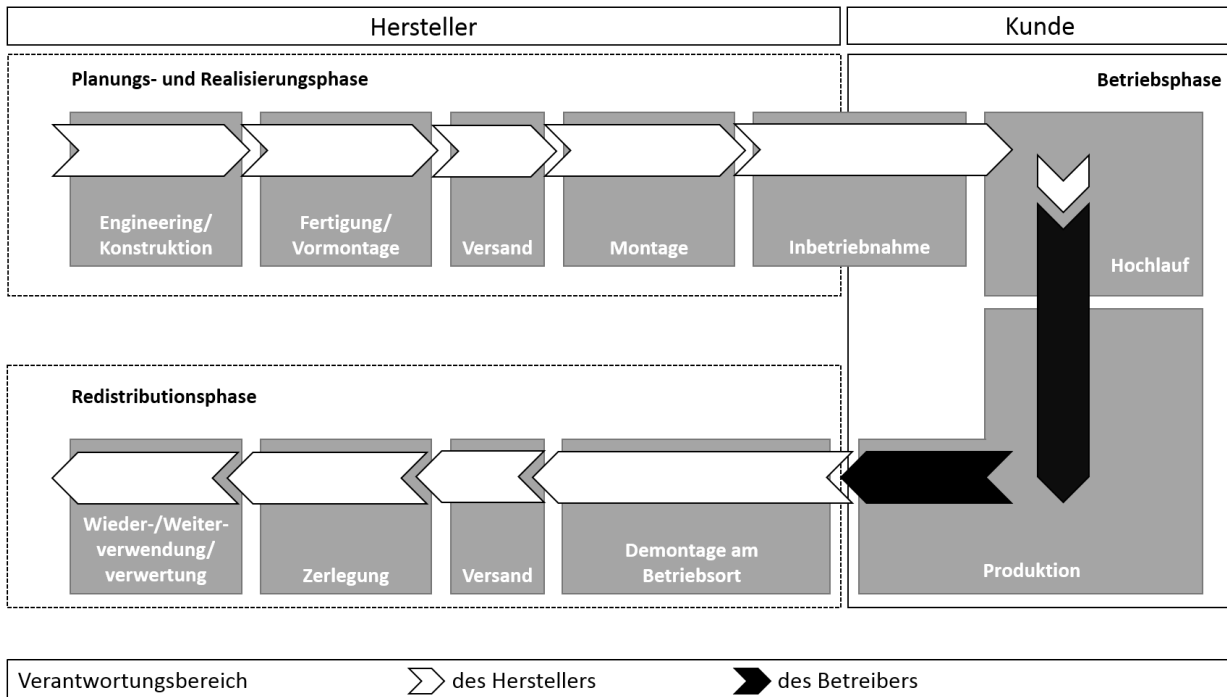 Hersteller
Kunde
Planungs- und Realisierungsphase
Betriebsphase
Engineering/
Konstruktion
Fertigung/
Vormontage
Versand
Montage
Inbetriebnahme
Hochlauf
Redistributionsphase
Wieder-/Weiter-
verwendung/
verwertung
Zerlegung
Versand
Demontage am
Betriebsort
Produktion
Verantwortungsbereich
des Herstellers
des Betreibers